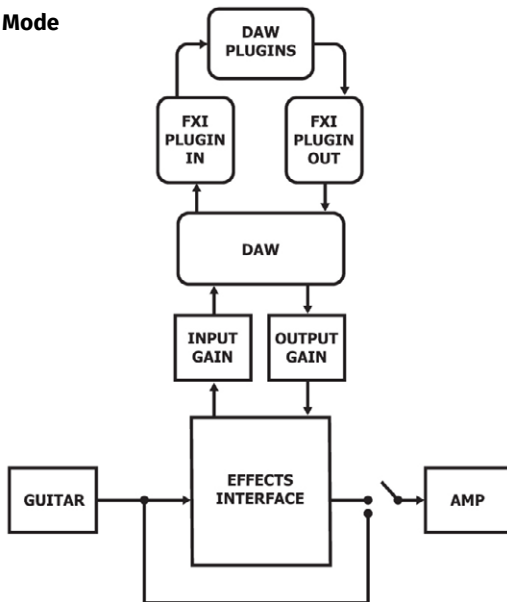 Mode
DAW
PLUGINS
FXI
PLUGIN
IN
FXI
PLUGIN
OUT
DAW
INPUT
GAIN
OUTPUT
GAIN
GUITAR
EFFECTS
INTERFACE
AMP